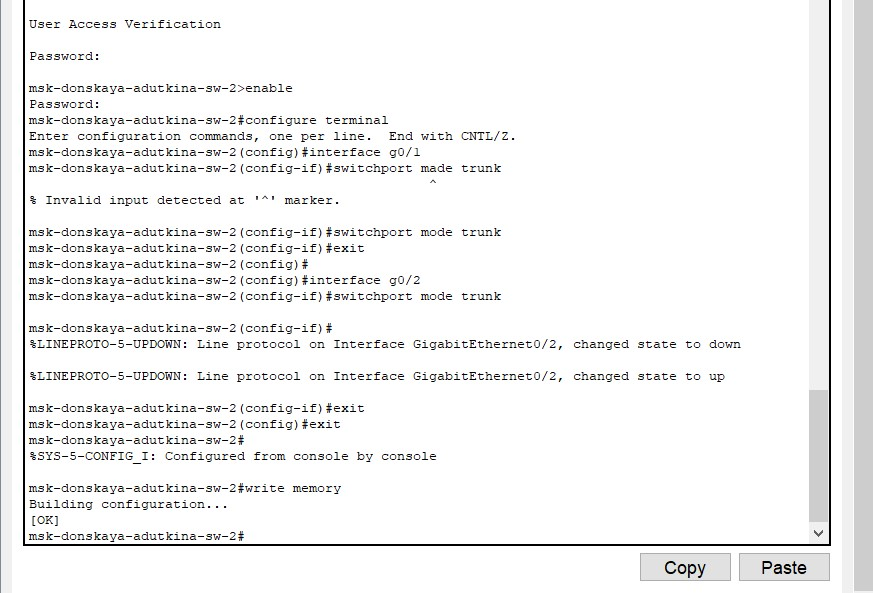 User Access Verification
Password:
msk-donskaya-adutkina-sw-2>enable
Password:
msk-donskaya-adutkina-sw-2#configure terminal
Enter configuration commands, one per line.  End with CNTL/Z.
msk-donskaya-adutkina-sw-2(config)#interface g0/1
msk-donskaya-adutkina-sw-2(config-if)#switchport made trunk
^
% Invalid input detected at '^' marker.
msk-donskaya-adutkina-sw-2(config-if)#switchport mode trunk
msk-donskaya-adutkina-sw-2(config-if)#exit
msk-donskaya-adutkina-sw-2(config)#
msk-donskaya-adutkina-sw-2(config)#interface g0/2
msk-donskaya-adutkina-sw-2(config-if)#switchport mode trunk
msk-donskaya-adutkina-sw-2(config-if)#
%LINEPROTO-5-UPDOWN: Line protocol on Interface GigabitEthernet0/2, changed state to down
%LINEPROTO-5-UPDOWN: Line protocol on Interface GigabitEthernet0/2, changed state to up
msk-donskaya-adutkina-sw-2(config-if)#exit
msk-donskaya-adutkina-sw-2(config)#exit
msk-donskaya-adutkina-sw-2#
%SYS-5-CONFIG_I: Configured from console by console
msk-donskaya-adutkina-sw-2#write memory
Building configuration...
[OK]
msk-donskaya-adutkina-sw-2#
Copy Paste